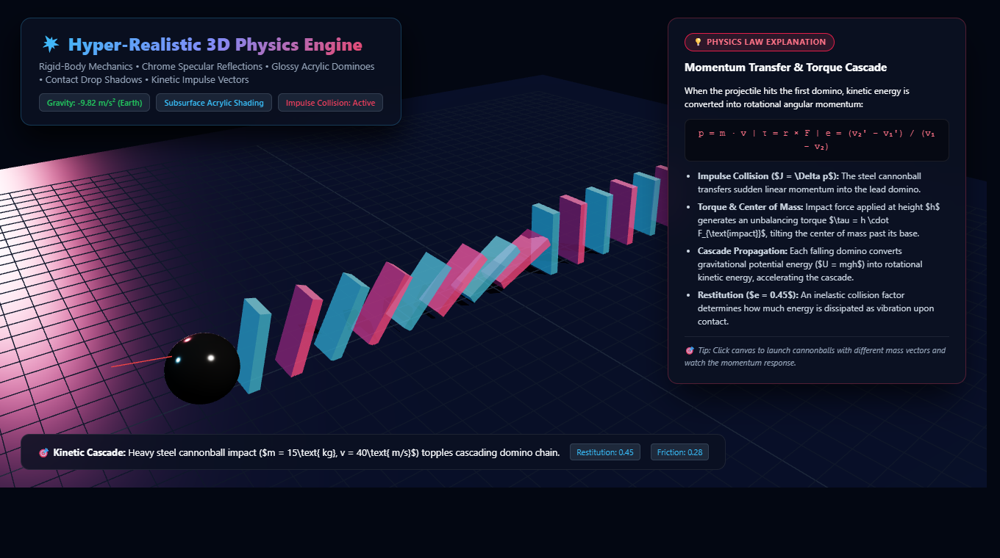 Hyper-Realistic 3D Physics Engine
Rigid-Body Mechanics • Chrome Specular Reflections • Glossy Acrylic Dominoes
• Contact Drop Shadows • Kinetic Impulse Vectors
Gravity: -9.82 m/s² (Earth)
Subsurface Acrylic Shading
Impulse Collision: Active
💡 PHYSICS LAW EXPLANATION
Momentum Transfer & Torque Cascade
When the projectile hits the first domino, kinetic energy is
converted into rotational angular momentum:
p = m · v | τ = r × F | e = (v₂' − v₁') / (v₁
− v₂)
• Impulse Collision ($J = \Delta p$): The steel cannonball
transfers sudden linear momentum into the lead domino.
• Torque & Center of Mass: Impact force applied at height $h$
generates an unbalancing torque $\tau = h \cdot
F_{\text{impact}}$, tilting the center of mass past its base.
• Cascade Propagation: Each falling domino converts
gravitational potential energy ($U = mgh$) into rotational
kinetic energy, accelerating the cascade.
• Restitution ($e = 0.45$): An inelastic collision factor
determines how much energy is dissipated as vibration upon
contact.
🎯 Tip: Click canvas to launch cannonballs with different mass vectors and
watch the momentum response.
🎯 Kinetic Cascade: Heavy steel cannonball impact ($m = 15\text{ kg}, v = 40\text{ m/s}$) topples cascading domino chain.
Restitution: 0.45
Friction: 0.28